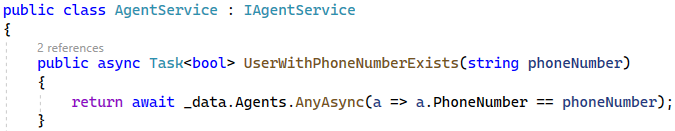 public class AgentService : IAgentService
{
2 references
public async Task<bool> UserWithPhoneNumberExists(string phoneNumber)
{
return await _data.Agents.AnyAsync(a => a.PhoneNumber == phoneNumber);
}